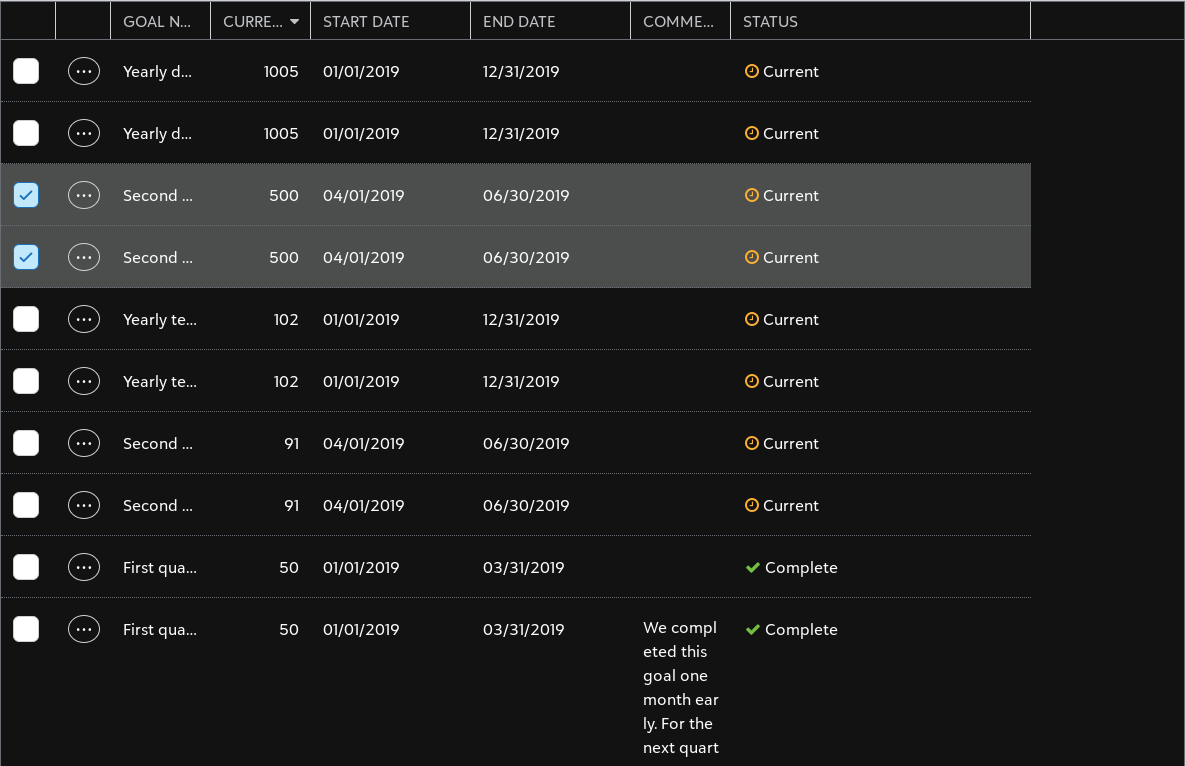 GOAL N... CURRE... START DATE END DATE COMME... STATUS
Yearly d... 1005 01/01/2019 12/31/2019 Current
Yearly d... 1005 01/01/2019 12/31/2019 Current
Second ... 500 04/01/2019 06/30/2019 Current
Second ... 500 04/01/2019 06/30/2019 Current
Yearly te... 102 01/01/2019 12/31/2019 Current
Yearly te... 102 01/01/2019 12/31/2019 Current
Second ... 91 04/01/2019 06/30/2019 Current
Second ... 91 04/01/2019 06/30/2019 Current
First qua... 50 01/01/2019 03/31/2019 Complete
First qua... 50 01/01/2019 03/31/2019 We compl Complete
eted this
goal one
month ear
ly. For the
next quart